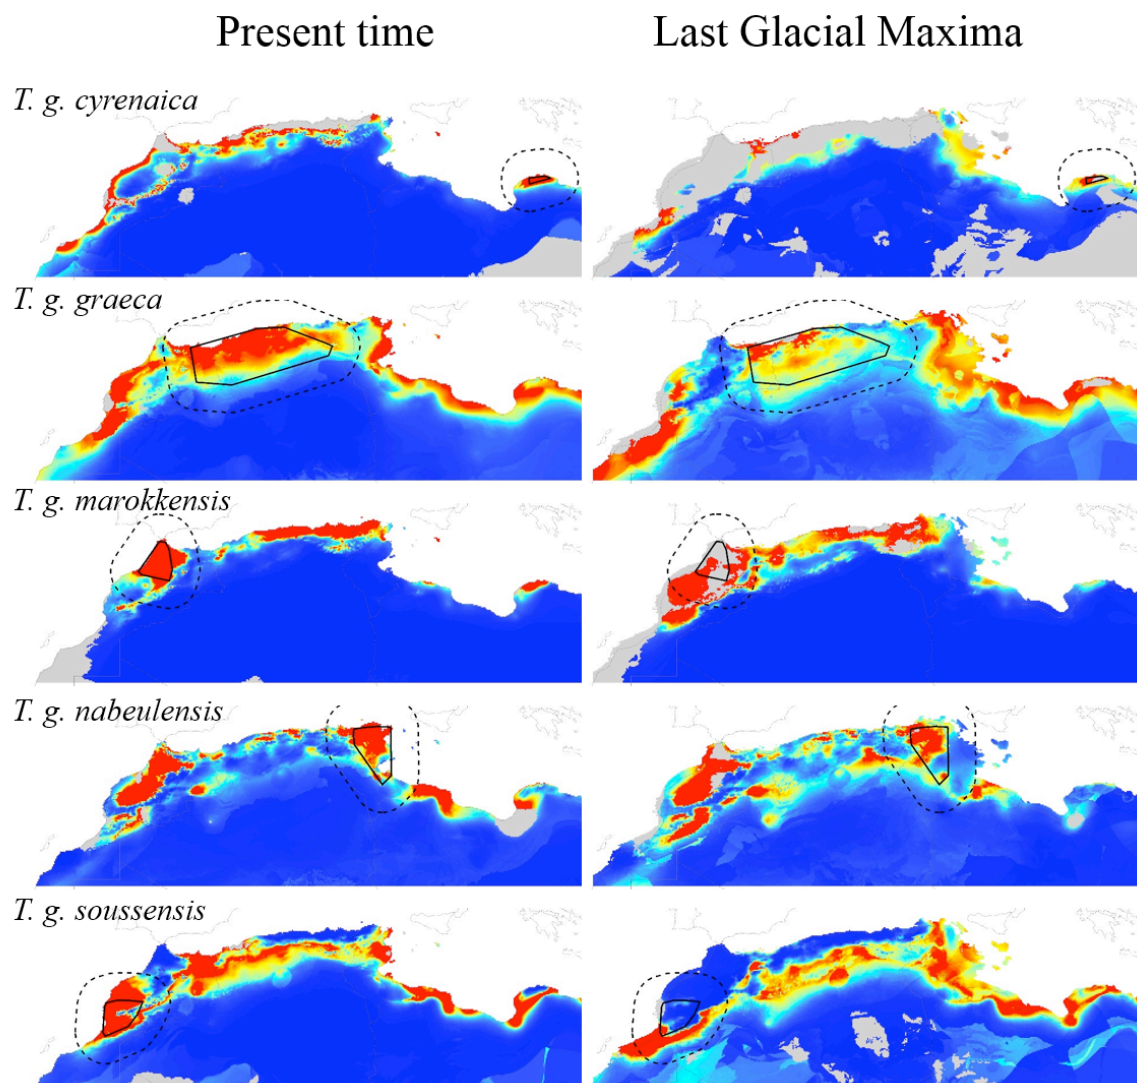 Present time Last Glacial Maxima
T. g. cyrenaica
T. g. graeca
T. g. marokkensis
T. g. nabeulensis
T. g. soussensis